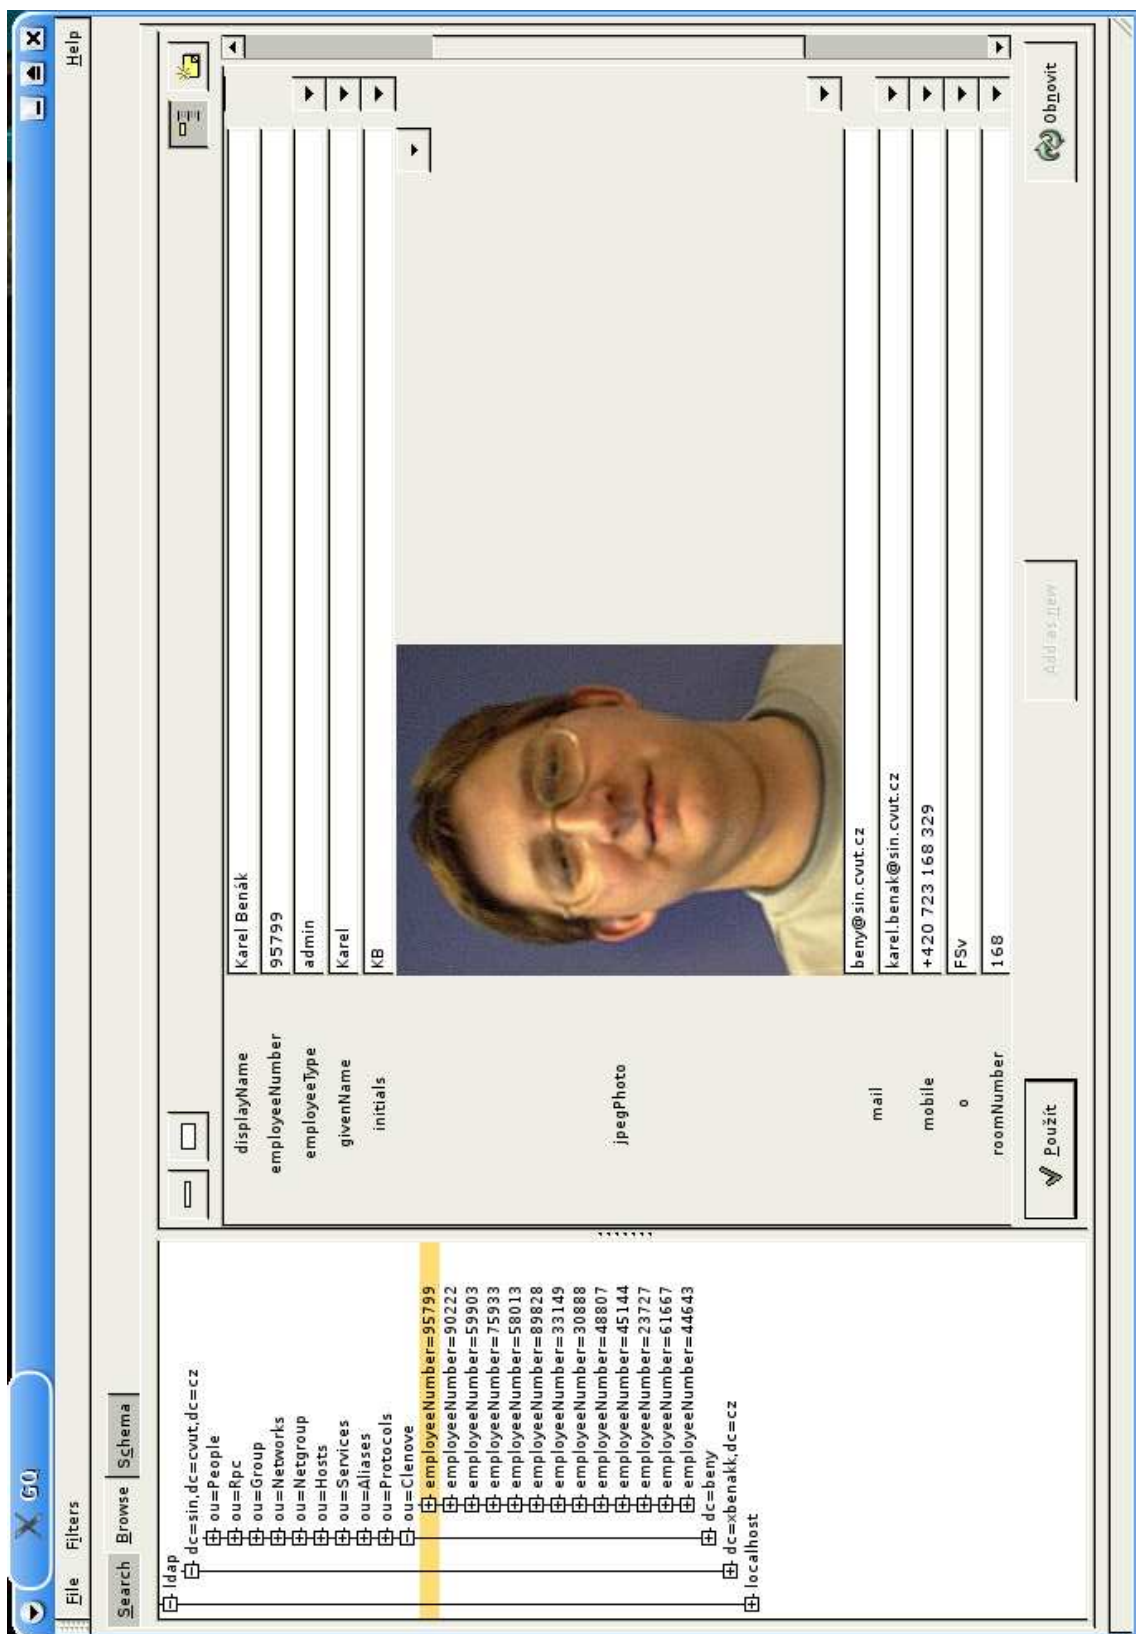 GQ
File Filters Help
Search Browse Schema
ldap
dc=sin,dc=cvut,dc=cz
ou=People
ou=Rpc
ou=Group
ou=Networks
ou=Netgroup
ou=Hosts
ou=Services
ou=Aliases
ou=Protocols
ou=Clenove
employeeNumber=95799
employeeNumber=90222
employeeNumber=59903
employeeNumber=75933
employeeNumber=58013
employeeNumber=89828
employeeNumber=33149
employeeNumber=30888
employeeNumber=48807
employeeNumber=45144
employeeNumber=23727
employeeNumber=61667
employeeNumber=44643
dc=beny
dc=xbenakk,dc=cz
localhost
displayName Karel Benák
employeeNumber 95799
employeeType admin
givenName Karel
initials KB
jpegPhoto
beny@sin.cvut.cz
mail karel.benak@sin.cvut.cz
mobile +420 723 168 329
o FSv
roomNumber 168
Použít Add as new Obnovit